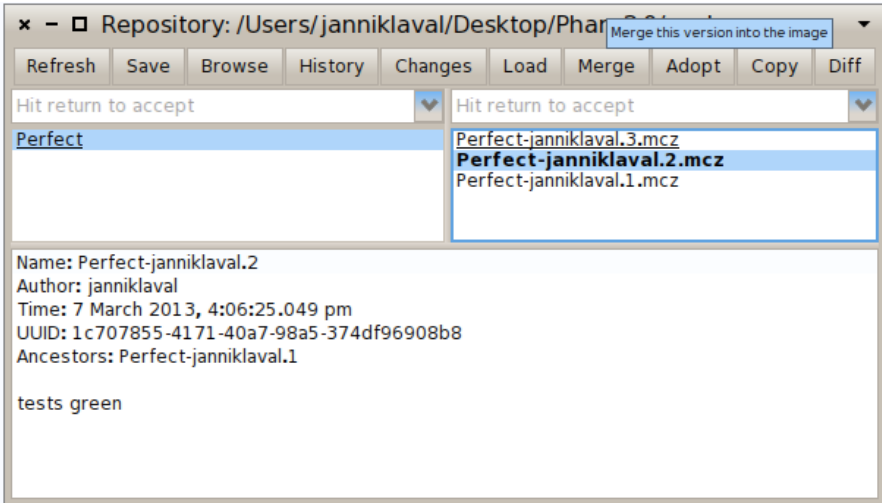 Repository: /Users/janniklaval/Desktop/Phar
Merge this version into the image
Refresh Save Browse History Changes Load Merge Adopt Copy Diff
Hit return to accept Hit return to accept
Perfect
Perfect-janniklaval.3.mcz
Perfect-janniklaval.2.mcz
Perfect-janniklaval.1.mcz
Name: Perfect-janniklaval.2
Author: janniklaval
Time: 7 March 2013, 4:06:25.049 pm
UUID: 1c707855-4171-40a7-98a5-374df96908b8
Ancestors: Perfect-janniklaval.1
tests green